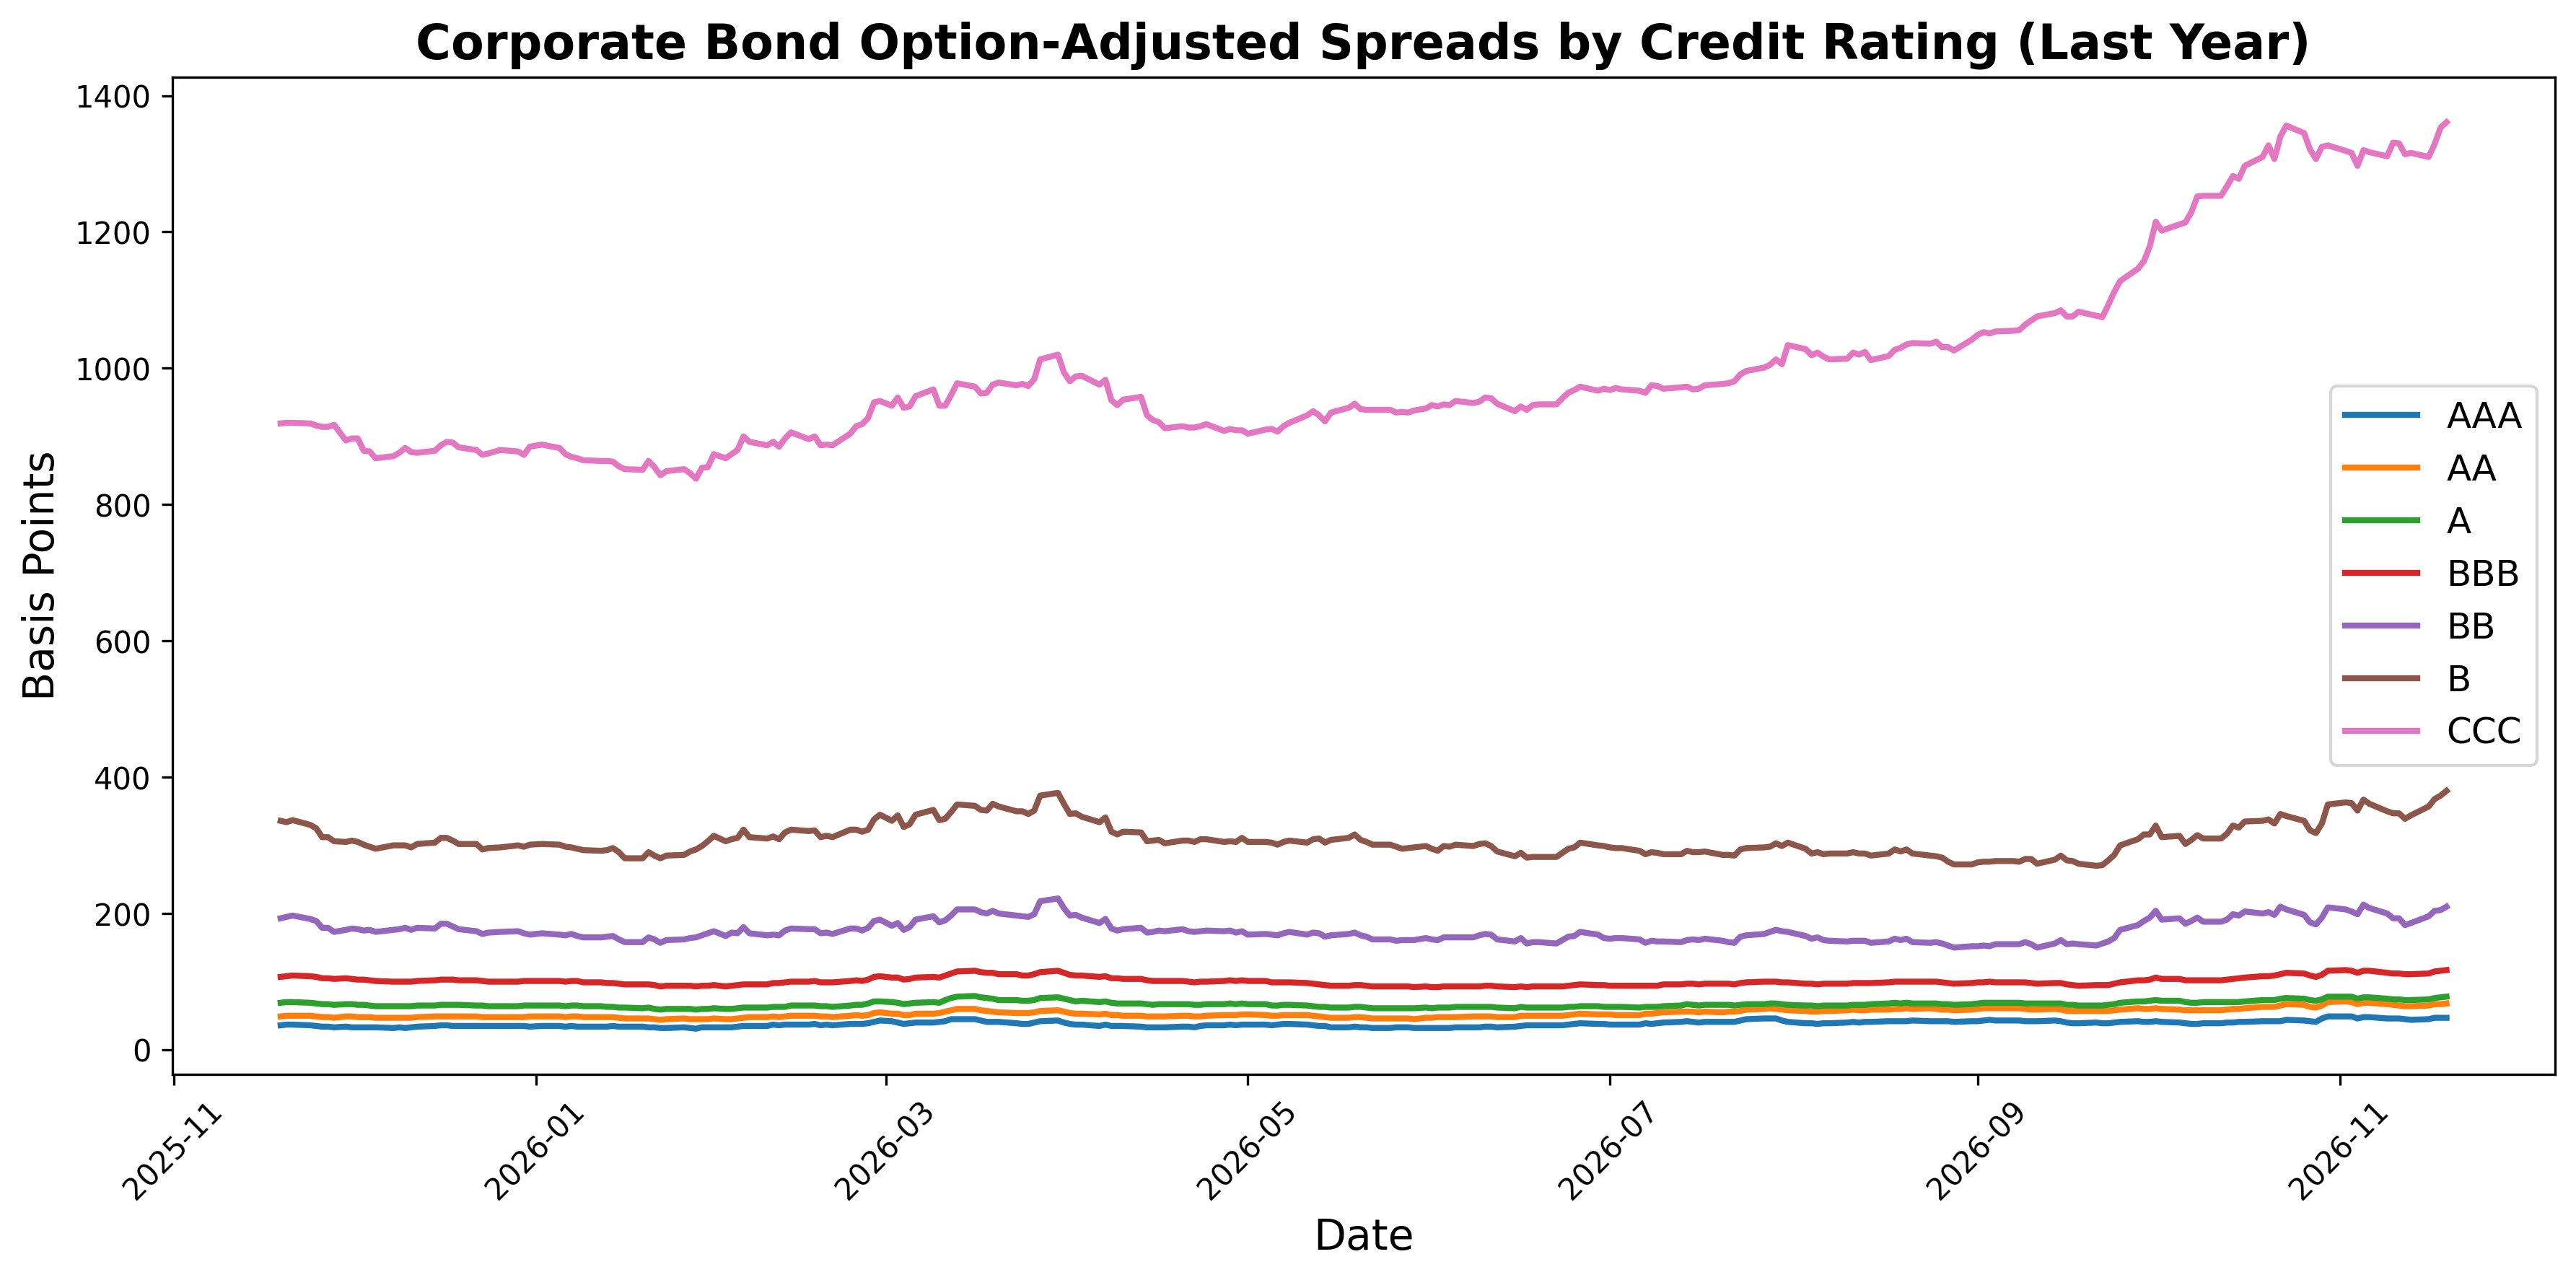 Corporate Bond Option-Adjusted Spreads by Credit Rating (Last Year)
Basis Points
1400
1200
1000
800
600
400
200
0
AAA
AA
A
BBB
BB
B
CCC
2025-11
2026-01
2026-03
2026-05
2026-07
2026-09
2026-11
Date